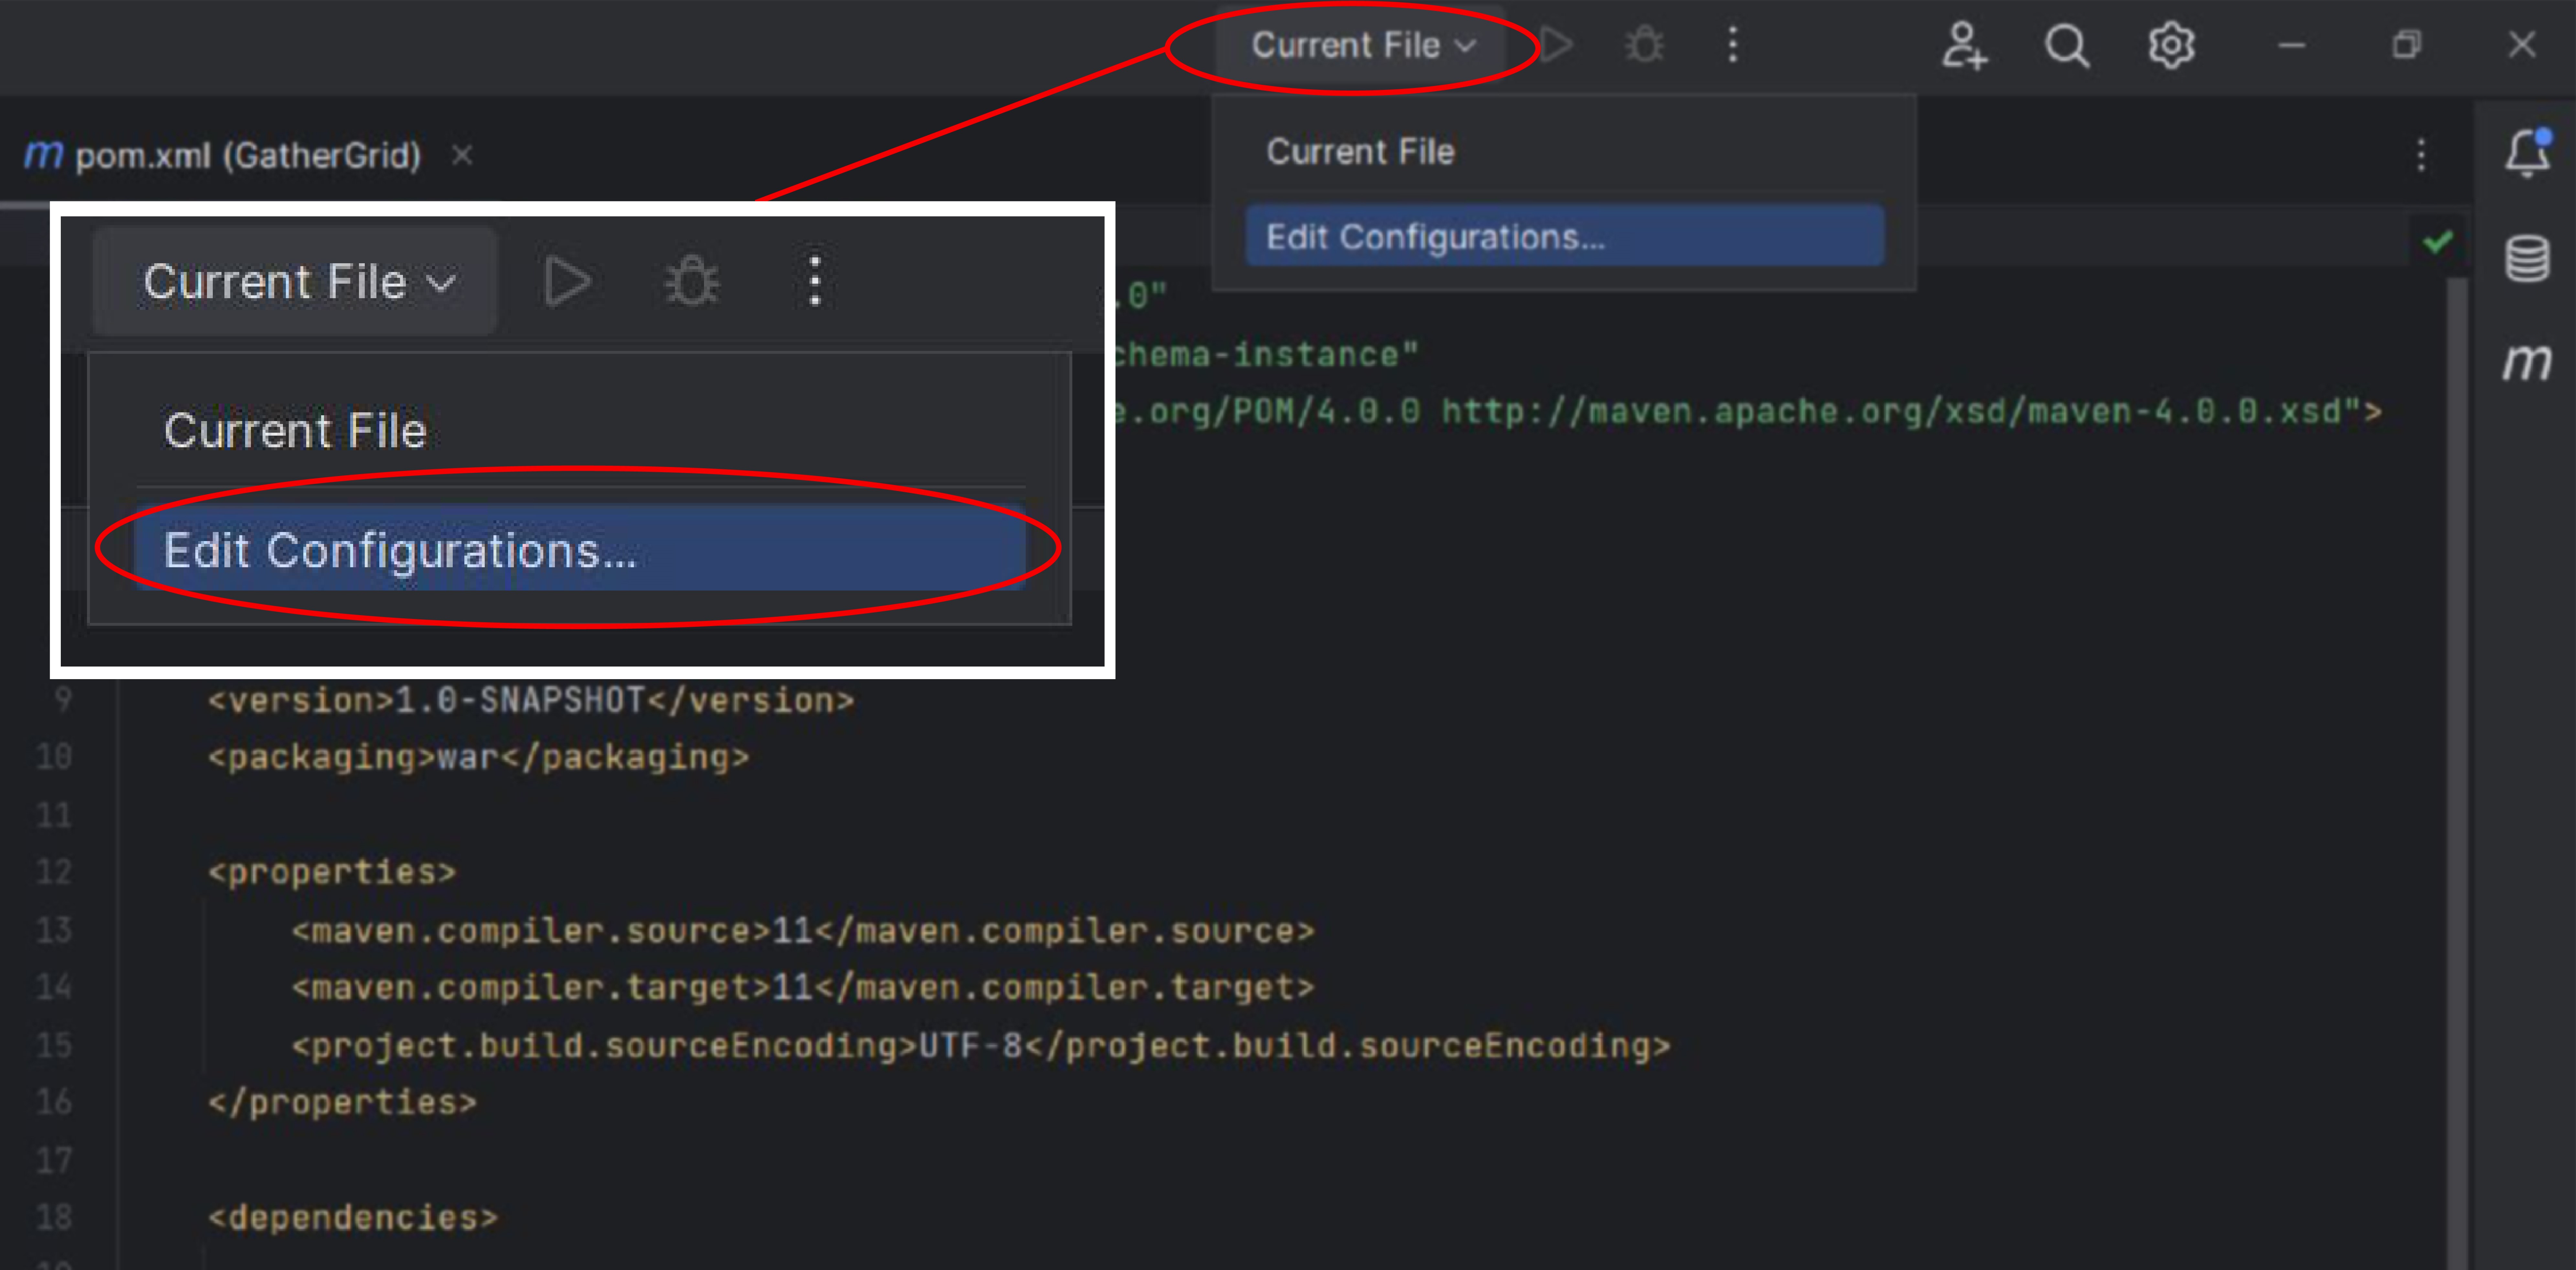 Current File
m pom.xml (GatherGrid)
Current File
Edit Configurations...
Current File
Current File
Edit Configurations...
.0"
chema-instance"
e.org/POM/4.0.0 http://maven.apache.org/xsd/maven-4.0.0.xsd">
m
9 <version>1.0-SNAPSHOT</version>
10 <packaging>war</packaging>
11
12 <properties>
13 <maven.compiler.source>11</maven.compiler.source>
14 <maven.compiler.target>11</maven.compiler.target>
15 <project.build.sourceEncoding>UTF-8</project.build.sourceEncoding>
16 </properties>
17
18 <dependencies>